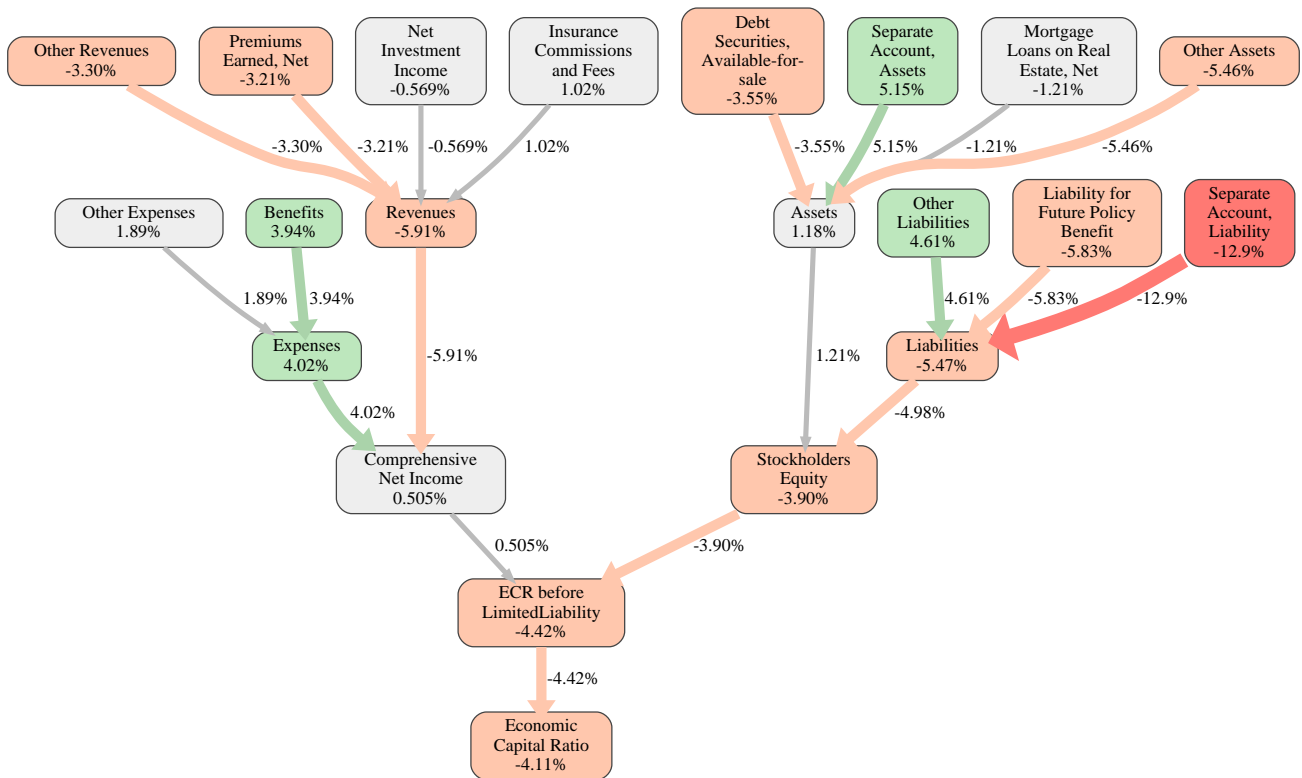 Other Revenues
-3.30%
Premiums
Earned, Net
-3.21%
Net
Investment
Income
-0.569%
Insurance
Commissions
and Fees
1.02%
Debt
Securities,
Available-for-
sale
-3.55%
Separate
Account,
Assets
5.15%
Mortgage
Loans on Real
Estate, Net
-1.21%
Other Assets
-5.46%
-3.30%
-3.21%
-0.569%
1.02%
-3.55%
5.15%
-1.21%
-5.46%
Other Expenses
1.89%
Benefits
3.94%
Revenues
-5.91%
Assets
1.18%
Other
Liabilities
4.61%
Liability for
Future Policy
Benefit
-5.83%
Separate
Account,
Liability
-12.9%
1.89%
3.94%
4.61%
-5.83%
-12.9%
Expenses
4.02%
-5.91%
1.21%
Liabilities
-5.47%
4.02%
-4.98%
Comprehensive
Net Income
0.505%
Stockholders
Equity
-3.90%
0.505%
-3.90%
ECR before
LimitedLiability
-4.42%
-4.42%
Economic
Capital Ratio
-4.11%